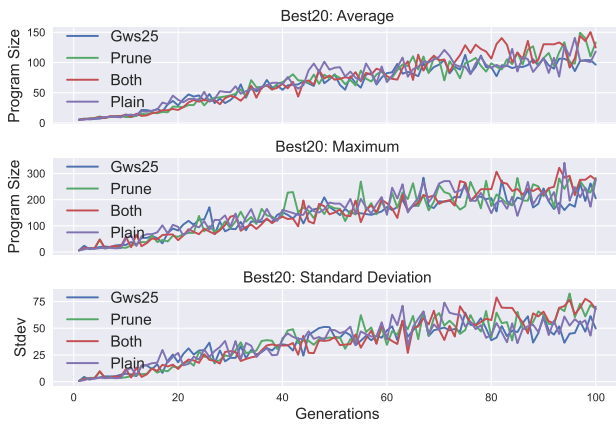 Best20: Average
Program Size
150
100
50
0
Gws25
Prune
Both
Plain
Best20: Maximum
Program Size
300
200
100
0
Gws25
Prune
Both
Plain
Best20: Standard Deviation
Stdev
75
50
25
0
Gws25
Prune
Both
Plain
0 20 40 60 80 100
Generations